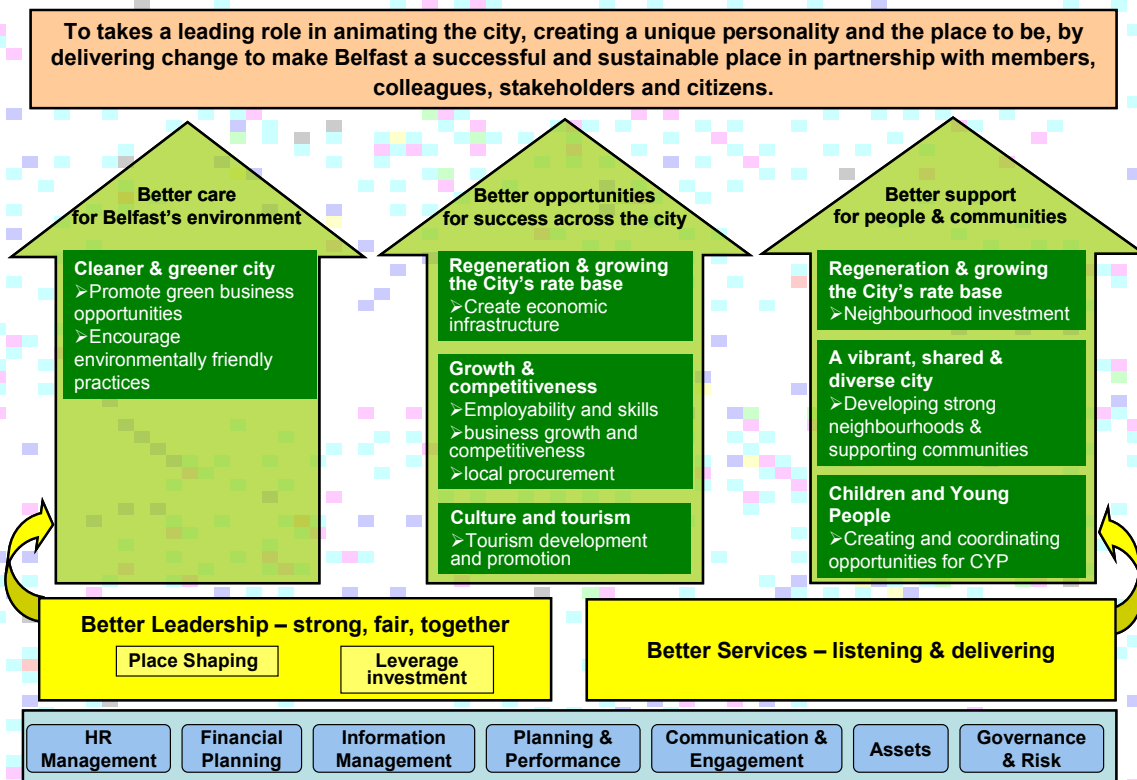 To takes a leading role in animating the city, creating a unique personality and the place to be, by
delivering change to make Belfast a successful and sustainable place in partnership with members,
colleagues, stakeholders and citizens.
Better care
for Belfast's environment
Cleaner & greener city
➢Promote green business
opportunities
➢Encourage
environmentally friendly
practices
Better opportunities
for success across the city
Regeneration & growing
the City's rate base
➢Create economic
infrastructure
Growth &
competitiveness
➢Employability and skills
➢business growth and
competitiveness
➢local procurement
Culture and tourism
➢Tourism development
and promotion
Better support
for people & communities
Regeneration & growing
the City's rate base
➢Neighbourhood investment
A vibrant, shared &
diverse city
➢Developing strong
neighbourhoods &
supporting communities
Children and Young
People
➢Creating and coordinating
opportunities for CYP
Better Leadership – strong, fair, together
Place Shaping
Leverage
investment
Better Services – listening & delivering
HR
Management
Financial
Planning
Information
Management
Planning &
Performance
Communication &
Engagement
Assets
Governance
& Risk